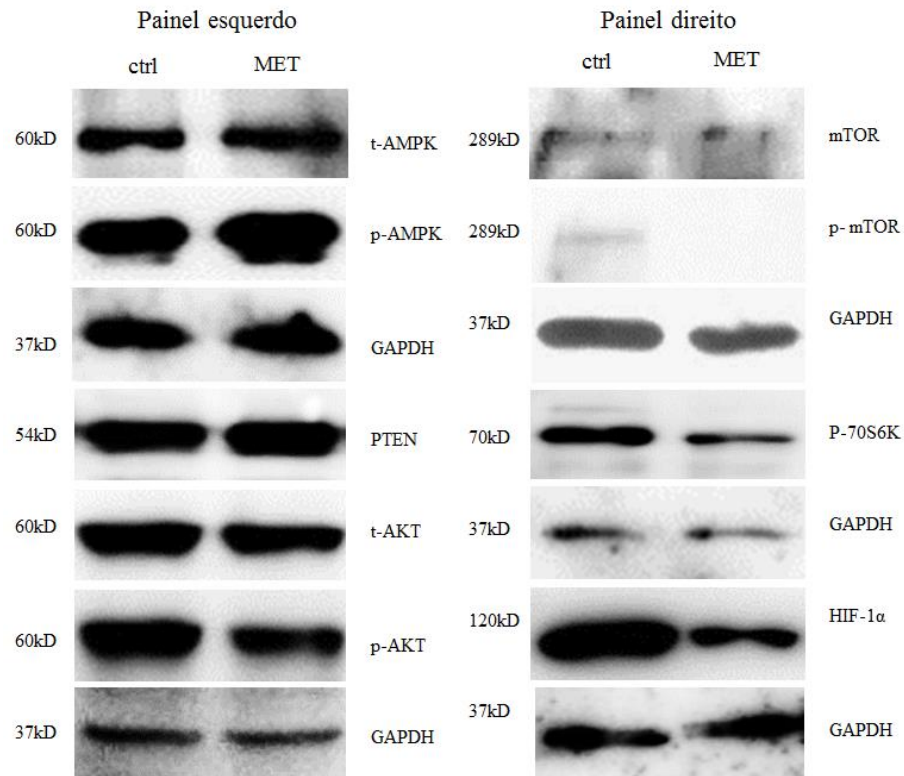 Painel esquerdo
ctrl MET
60kD t-AMPK
60kD p-AMPK
37kD GAPDH
54kD PTEN
60kD t-AKT
60kD p-AKT
37kD GAPDH
Painel direito
ctrl MET
289kD mTOR
289kD p- mTOR
37kD GAPDH
70kD P-70S6K
37kD GAPDH
120kD HIF-1α
37kD GAPDH